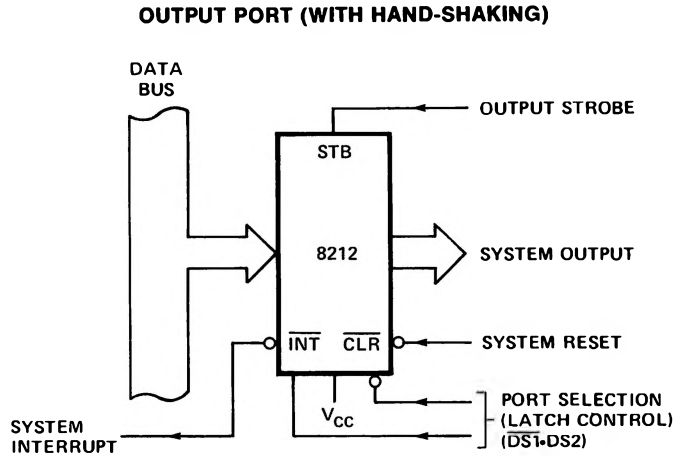 OUTPUT PORT (WITH HAND-SHAKING)
DATA
BUS
OUTPUT STROBE
STB
8212
SYSTEM OUTPUT
INT
CLR
SYSTEM RESET
VCC
PORT SELECTION
(LATCH CONTROL)
(DS1•DS2)
SYSTEM
INTERRUPT